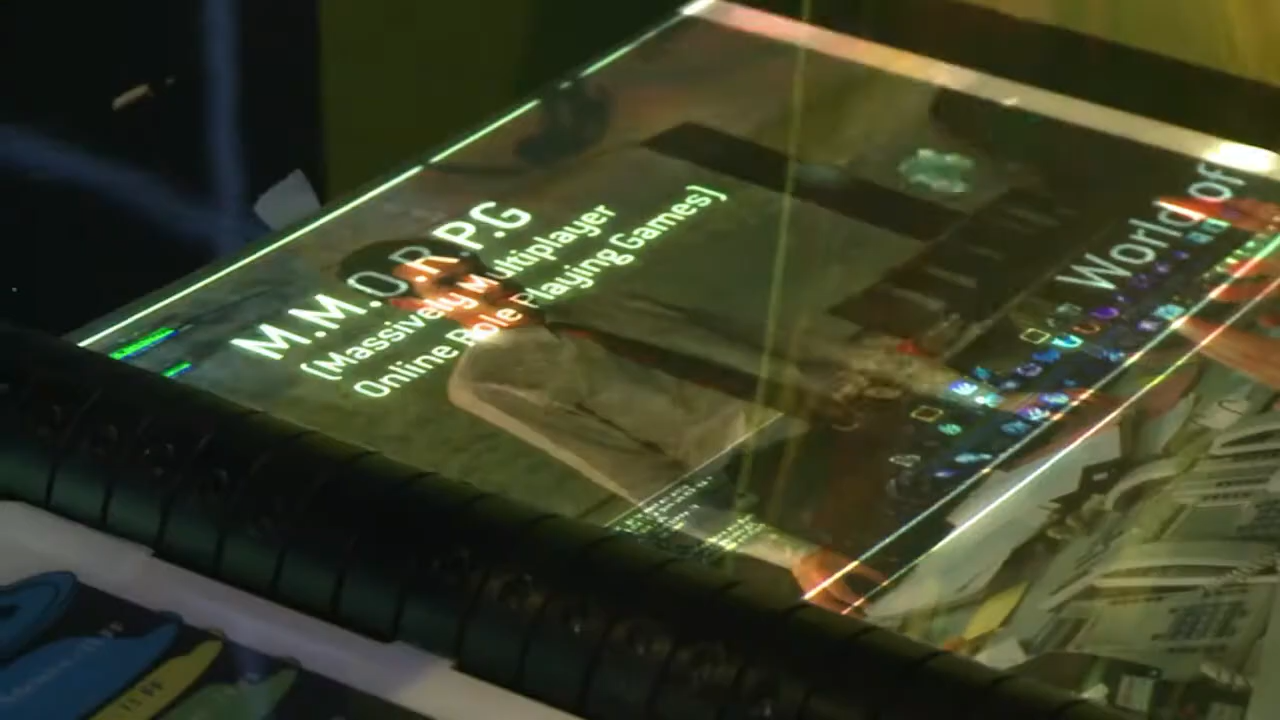 M.M.O.R.P.G
(Massively Multiplayer
Online Role Playing Games)
World of